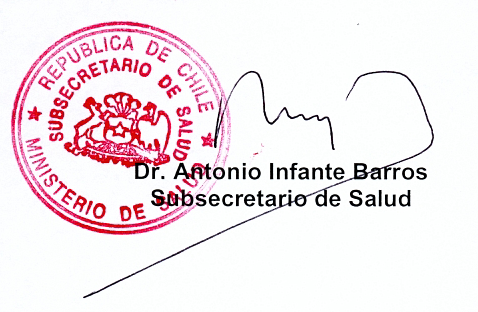 REPUBLICA DE CHILE
SUBSECRETARIO DE SALUD
MINISTERIO DE SALUD
Dr. Antonio Infante Barros
Subsecretario de Salud